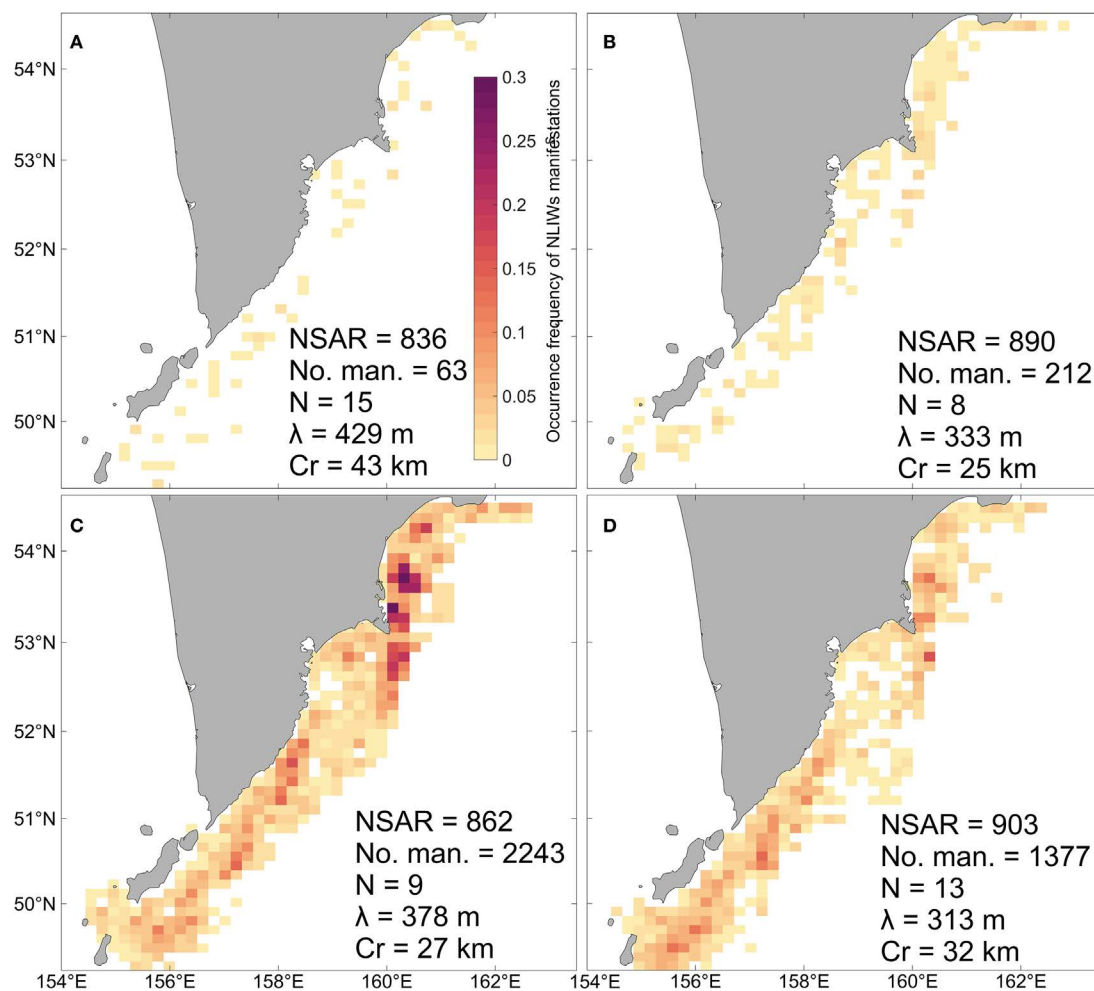 A
54°N
53°N
52°N
51°N
50°N
0.3
0.25
0.2
0.15
0.1
0.05
0
Occurrence frequency of NLIWs manifestations
NSAR = 836
No. man. = 63
N = 15
λ = 429 m
Cr = 43 km
B
NSAR = 890
No. man. = 212
N = 8
λ = 333 m
Cr = 25 km
C
54°N
53°N
52°N
51°N
50°N
NSAR = 862
No. man. = 2243
N = 9
λ = 378 m
Cr = 27 km
154°E 156°E 158°E 160°E 162°E
D
NSAR = 903
No. man. = 1377
N = 13
λ = 313 m
Cr = 32 km
154°E 156°E 158°E 160°E 162°E